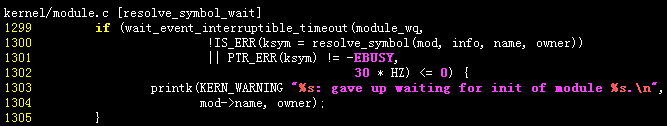 kernel/module.c [resolve_symbol_wait]
1299 if (wait_event_interruptible_timeout(module_wq,
1300 !IS_ERR(ksym = resolve_symbol(mod, info, name, owner))
1301 || PTR_ERR(ksym) != -EBUSY,
1302 30 * HZ) <= 0) {
1303 printk(KERN_WARNING "%s: gave up waiting for init of module %s.\n",
1304 mod->name, owner);
1305 }